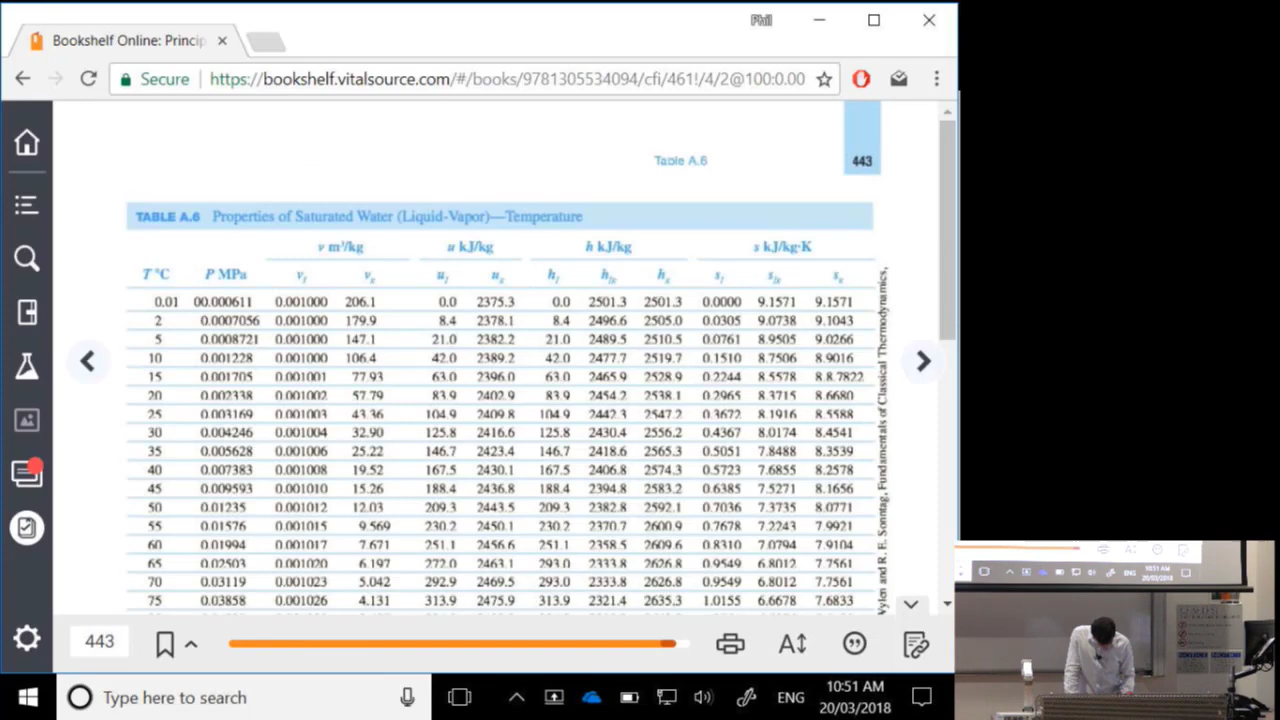 Phil
Bookshelf Online: Princip
Secure https://bookshelf.vitalsource.com/#/books/9781305534094/cfi/461!/4/2@100:0.00
Table A.6 443
TABLE A.6 Properties of Saturated Water (Liquid-Vapor)—Temperature
v m³/kg u kJ/kg h kJ/kg s kJ/kg·K
T °C P MPa vf vg uf ug hf hfg hg sf sfg sg
0.01 00.000611 0.001000 206.1 0.0 2375.3 0.0 2501.3 2501.3 0.0000 9.1571 9.1571
2 0.0007056 0.001000 179.9 8.4 2378.1 8.4 2496.6 2505.0 0.0305 9.0738 9.1043
5 0.0008721 0.001000 147.1 21.0 2382.2 21.0 2489.5 2510.5 0.0761 8.9505 9.0266
10 0.001228 0.001000 106.4 42.0 2389.2 42.0 2477.7 2519.7 0.1510 8.7506 8.9016
15 0.001705 0.001001 77.93 63.0 2396.0 63.0 2465.9 2528.9 0.2244 8.5578 8.8.7822
20 0.002338 0.001002 57.79 83.9 2402.9 83.9 2454.2 2538.1 0.2965 8.3715 8.6680
25 0.003169 0.001003 43.36 104.9 2409.8 104.9 2442.3 2547.2 0.3672 8.1916 8.5588
30 0.004246 0.001004 32.90 125.8 2416.6 125.8 2430.4 2556.2 0.4367 8.0174 8.4541
35 0.005628 0.001006 25.22 146.7 2423.4 146.7 2418.6 2565.3 0.5051 7.8488 8.3539
40 0.007383 0.001008 19.52 167.5 2430.1 167.5 2406.8 2574.3 0.5723 7.6855 8.2578
45 0.009593 0.001010 15.26 188.4 2436.8 188.4 2394.8 2583.2 0.6385 7.5271 8.1656
50 0.01235 0.001012 12.03 209.3 2443.5 209.3 2382.8 2592.1 0.7036 7.3735 8.0771
55 0.01576 0.001015 9.569 230.2 2450.1 230.2 2370.7 2600.9 0.7678 7.2243 7.9921
60 0.01994 0.001017 7.671 251.1 2456.6 251.1 2358.5 2609.6 0.8310 7.0794 7.9104
65 0.02503 0.001020 6.197 272.0 2463.1 293.0 2333.8 2626.8 0.9549 6.8012 7.7561
70 0.03119 0.001023 5.042 292.9 2469.5 293.0 2333.8 2626.8 0.9549 6.8012 7.7561
75 0.03858 0.001026 4.131 313.9 2475.9 313.9 2321.4 2635.3 1.0155 6.6678 7.6833
Wylen and R. E. Sonntag, Fundamentals of Classical Thermodynamics,
443
Type here to search
ENG
10:51 AM
20/03/2018